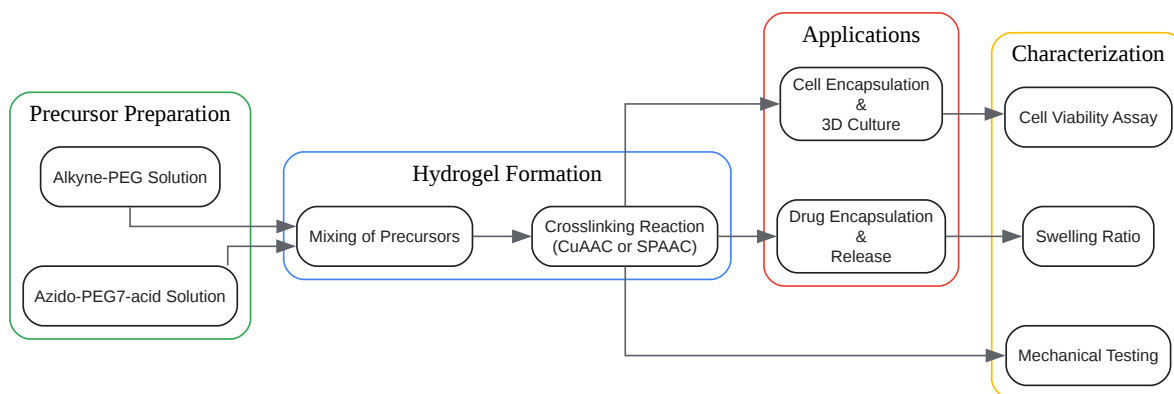 Precursor Preparation
Alkyne-PEG Solution
Azido-PEG7-acid Solution
Hydrogel Formation
Mixing of Precursors
Crosslinking Reaction
(CuAAC or SPAAC)
Applications
Cell Encapsulation
&
3D Culture
Drug Encapsulation
&
Release
Characterization
Cell Viability Assay
Swelling Ratio
Mechanical Testing